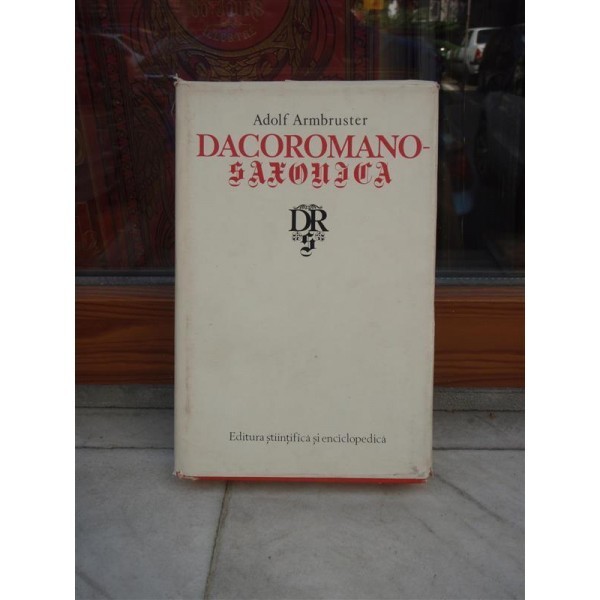 Adolf Armbruster
DACOROMANO-
SAXONICA
DR
S
Editura științifică și enciclopedică